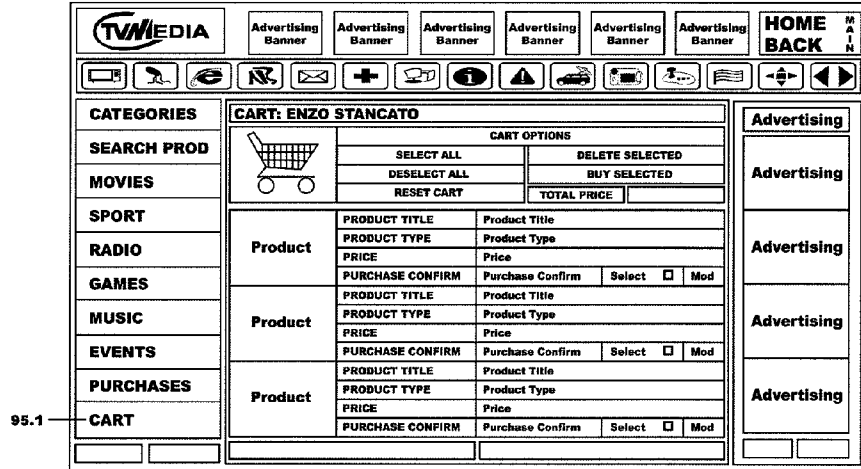 TVMEDIA
Advertising Banner
Advertising Banner
Advertising Banner
Advertising Banner
Advertising Banner
Advertising Banner
HOME
BACK
MAIN
CATEGORIES
SEARCH PROD
MOVIES
SPORT
RADIO
GAMES
MUSIC
EVENTS
PURCHASES
95.1
CART
CART: ENZO STANCATO
CART OPTIONS
SELECT ALL DELETE SELECTED
DESELECT ALL BUY SELECTED
RESET CART TOTAL PRICE
Product
PRODUCT TITLE Product Title
PRODUCT TYPE Product Type
PRICE Price
PURCHASE CONFIRM Purchase Confirm Select Mod
Product
PRODUCT TITLE Product Title
PRODUCT TYPE Product Type
PRICE Price
PURCHASE CONFIRM Purchase Confirm Select Mod
Product
PRODUCT TITLE Product Title
PRODUCT TYPE Product Type
PRICE Price
PURCHASE CONFIRM Purchase Confirm Select Mod
Advertising
Advertising
Advertising
Advertising
Advertising